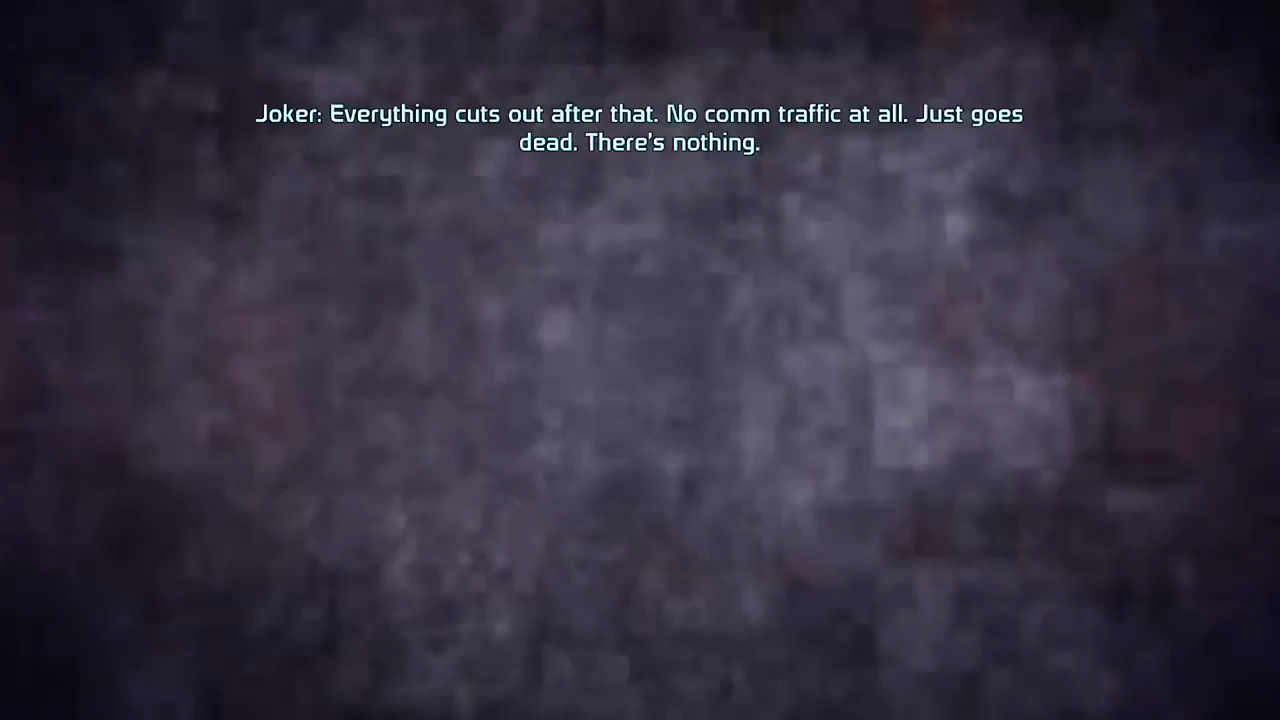 Joker: Everything cuts out after that. No comm traffic at all. Just goes
dead. There's nothing.